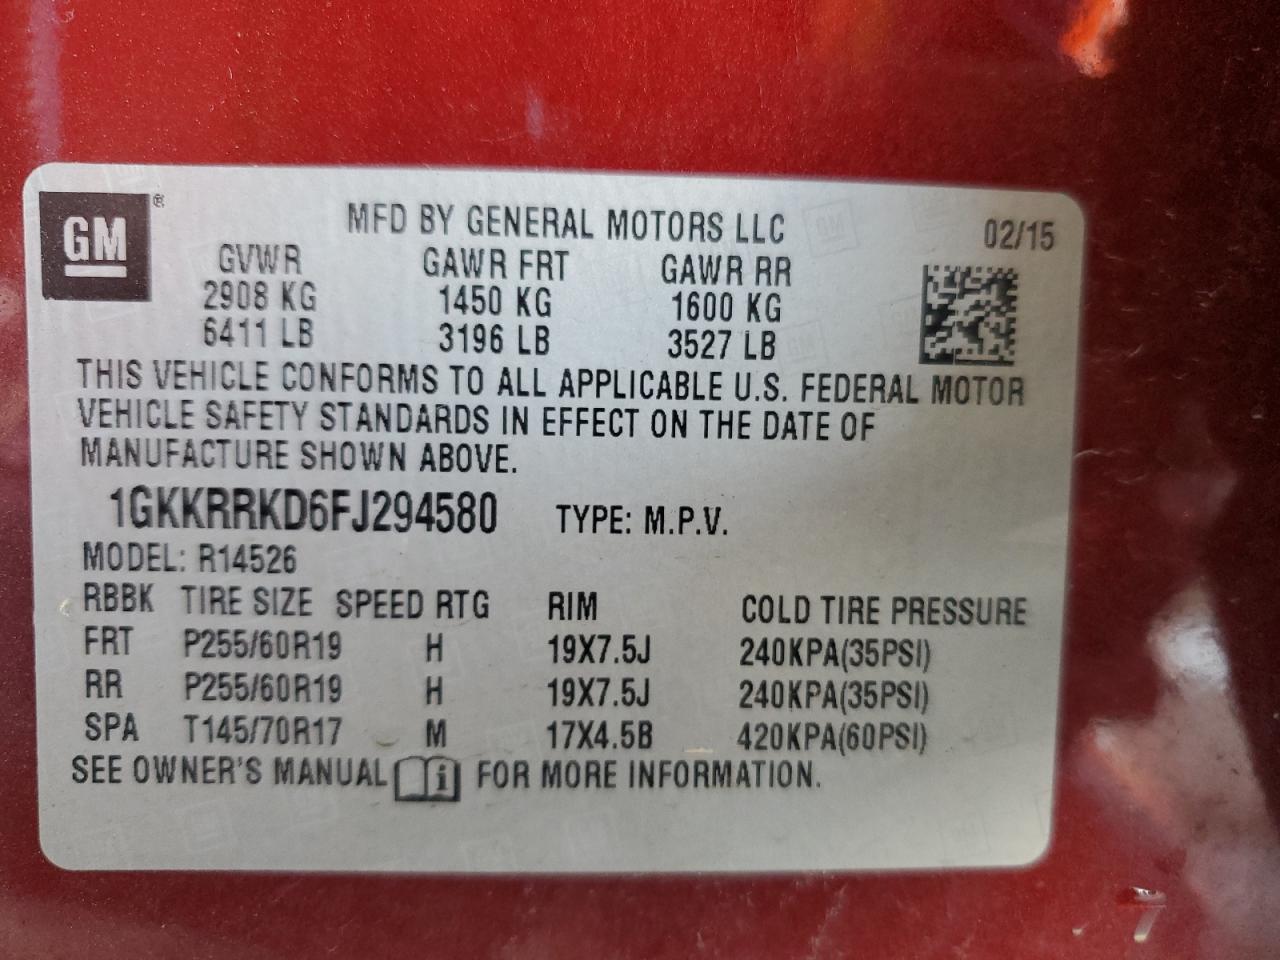 GM ®
MFD BY GENERAL MOTORS LLC 02/15
GVWR GAWR FRT GAWR RR
2908 KG 1450 KG 1600 KG
6411 LB 3196 LB 3527 LB
THIS VEHICLE CONFORMS TO ALL APPLICABLE U.S. FEDERAL MOTOR
VEHICLE SAFETY STANDARDS IN EFFECT ON THE DATE OF
MANUFACTURE SHOWN ABOVE.
1GKKRRKD6FJ294580 TYPE: M.P.V.
MODEL: R14526
RBBK TIRE SIZE SPEED RTG RIM COLD TIRE PRESSURE
FRT P255/60R19 H 19X7.5J 240KPA(35PSI)
RR P255/60R19 H 19X7.5J 240KPA(35PSI)
SPA T145/70R17 M 17X4.5B 420KPA(60PSI)
SEE OWNER'S MANUAL i FOR MORE INFORMATION.